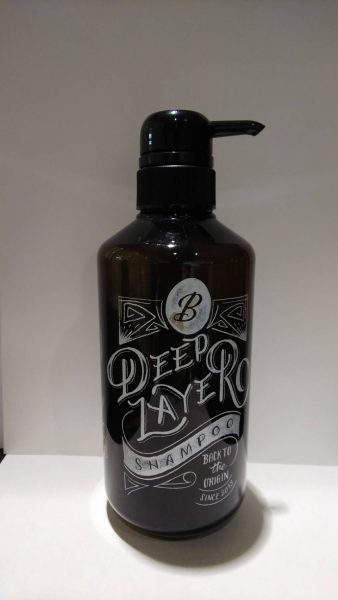 B
DEEP
LAYER
SHAMPOO
BACK TO
the
ORIGIN